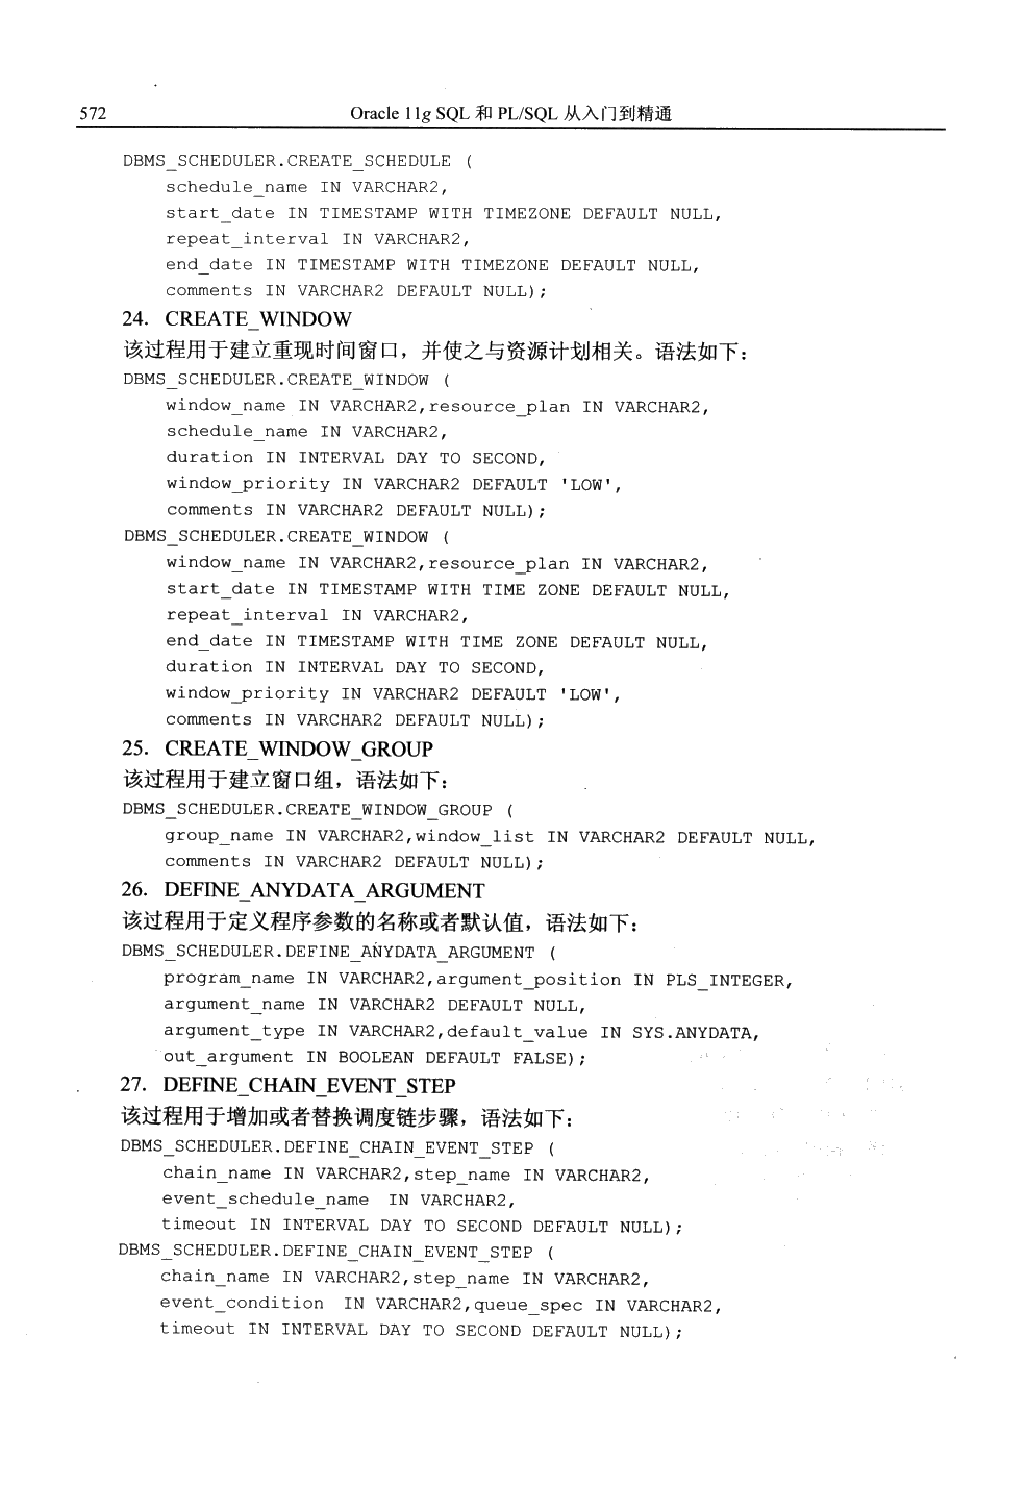 572
Oracle 11g SQL 和 PL/SQL 从入门到精通
DBMS_SCHEDULER.CREATE_SCHEDULE (
schedule_name IN VARCHAR2,
start_date IN TIMESTAMP WITH TIMEZONE DEFAULT NULL,
repeat_interval IN VARCHAR2,
end_date IN TIMESTAMP WITH TIMEZONE DEFAULT NULL,
comments IN VARCHAR2 DEFAULT NULL);
24. CREATE_WINDOW
该过程用于建立重现时间窗口，并使之与资源计划相关。语法如下：
DBMS_SCHEDULER.CREATE_WINDOW (
window_name IN VARCHAR2,resource_plan IN VARCHAR2,
schedule_name IN VARCHAR2,
duration IN INTERVAL DAY TO SECOND,
window_priority IN VARCHAR2 DEFAULT 'LOW',
comments IN VARCHAR2 DEFAULT NULL);
DBMS_SCHEDULER.CREATE_WINDOW (
window_name IN VARCHAR2,resource_plan IN VARCHAR2,
start_date IN TIMESTAMP WITH TIME ZONE DEFAULT NULL,
repeat_interval IN VARCHAR2,
end_date IN TIMESTAMP WITH TIME ZONE DEFAULT NULL,
duration IN INTERVAL DAY TO SECOND,
window_priority IN VARCHAR2 DEFAULT 'LOW',
comments IN VARCHAR2 DEFAULT NULL);
25. CREATE_WINDOW_GROUP
该过程用于建立窗口组，语法如下：
DBMS_SCHEDULER.CREATE_WINDOW_GROUP (
group_name IN VARCHAR2,window_list IN VARCHAR2 DEFAULT NULL,
comments IN VARCHAR2 DEFAULT NULL);
26. DEFINE_ANYDATA_ARGUMENT
该过程用于定义程序参数的名称或者默认值，语法如下：
DBMS_SCHEDULER.DEFINE_ANYDATA_ARGUMENT (
program_name IN VARCHAR2,argument_position IN PLS_INTEGER,
argument_name IN VARCHAR2 DEFAULT NULL,
argument_type IN VARCHAR2,default_value IN SYS.ANYDATA,
out_argument IN BOOLEAN DEFAULT FALSE);
27. DEFINE_CHAIN_EVENT_STEP
该过程用于增加或者替换调度链步骤，语法如下：
DBMS_SCHEDULER.DEFINE_CHAIN_EVENT_STEP (
chain_name IN VARCHAR2,step_name IN VARCHAR2,
event_schedule_name IN VARCHAR2,
timeout IN INTERVAL DAY TO SECOND DEFAULT NULL);
DBMS_SCHEDULER.DEFINE_CHAIN_EVENT_STEP (
chain_name IN VARCHAR2,step_name IN VARCHAR2,
event_condition IN VARCHAR2,queue_spec IN VARCHAR2,
timeout IN INTERVAL DAY TO SECOND DEFAULT NULL);